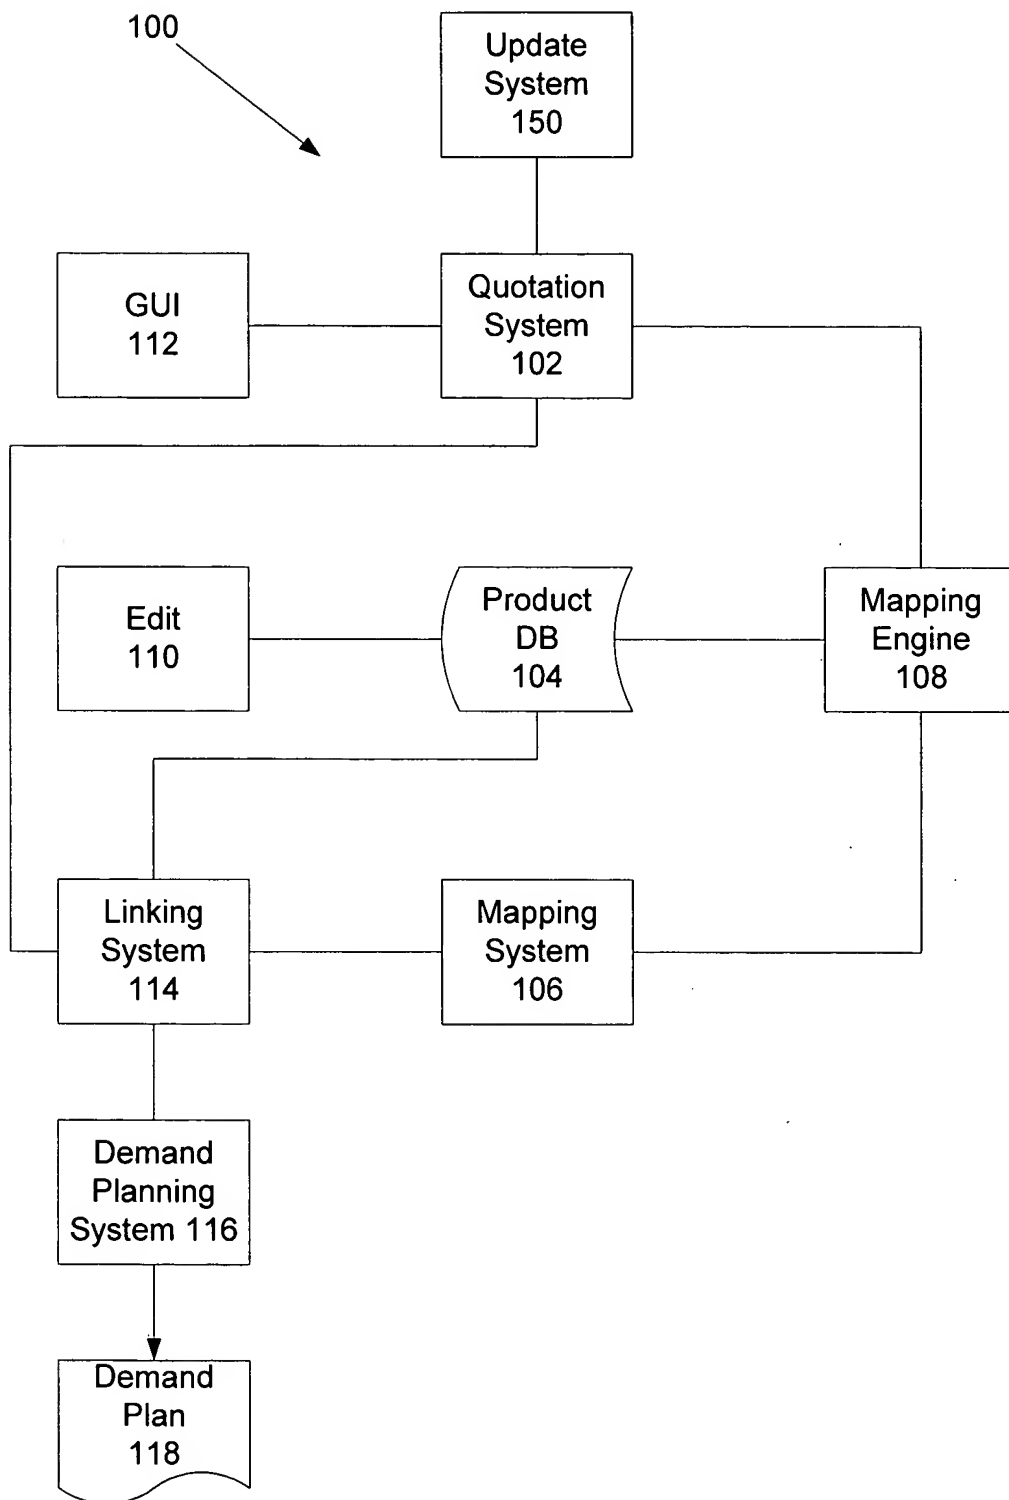 100
Update
System
150
GUI
112
Quotation
System
102
Edit
110
Product
DB
104
Mapping
Engine
108
Linking
System
114
Mapping
System
106
Demand
Planning
System 116
Demand
Plan
118